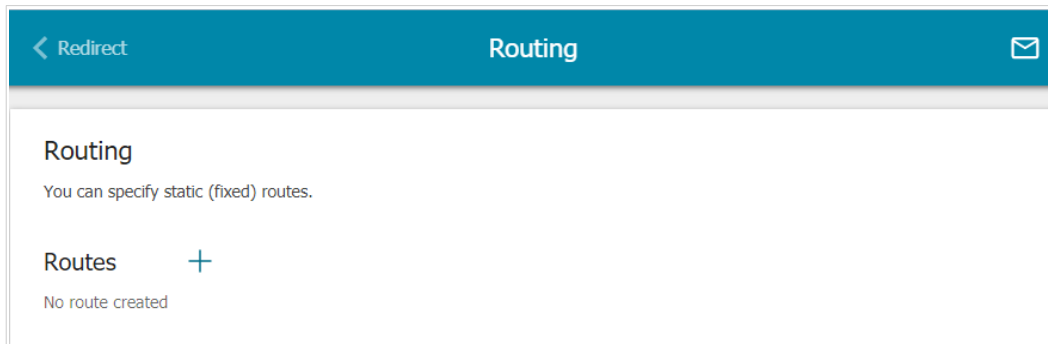 Redirect
Routing
Routing
You can specify static (fixed) routes.
Routes
No route created